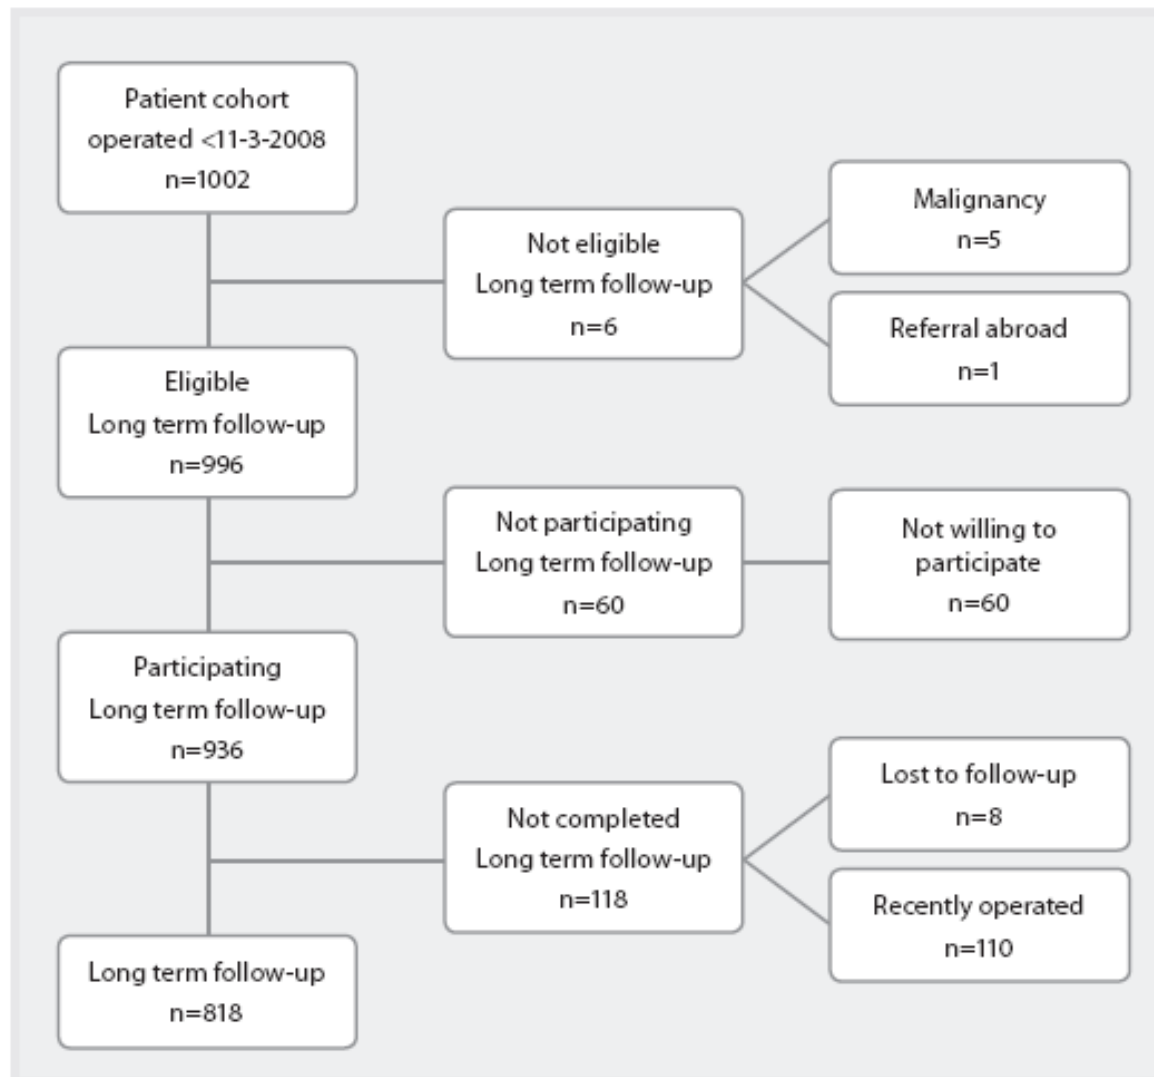 Patient cohort
operated <11-3-2008
n=1002
Not eligible
Long term follow-up
n=6
Malignancy
n=5
Referral abroad
n=1
Eligible
Long term follow-up
n=996
Not participating
Long term follow-up
n=60
Not willing to
participate
n=60
Participating
Long term follow-up
n=936
Not completed
Long term follow-up
n=118
Lost to follow-up
n=8
Recently operated
n=110
Long term follow-up
n=818